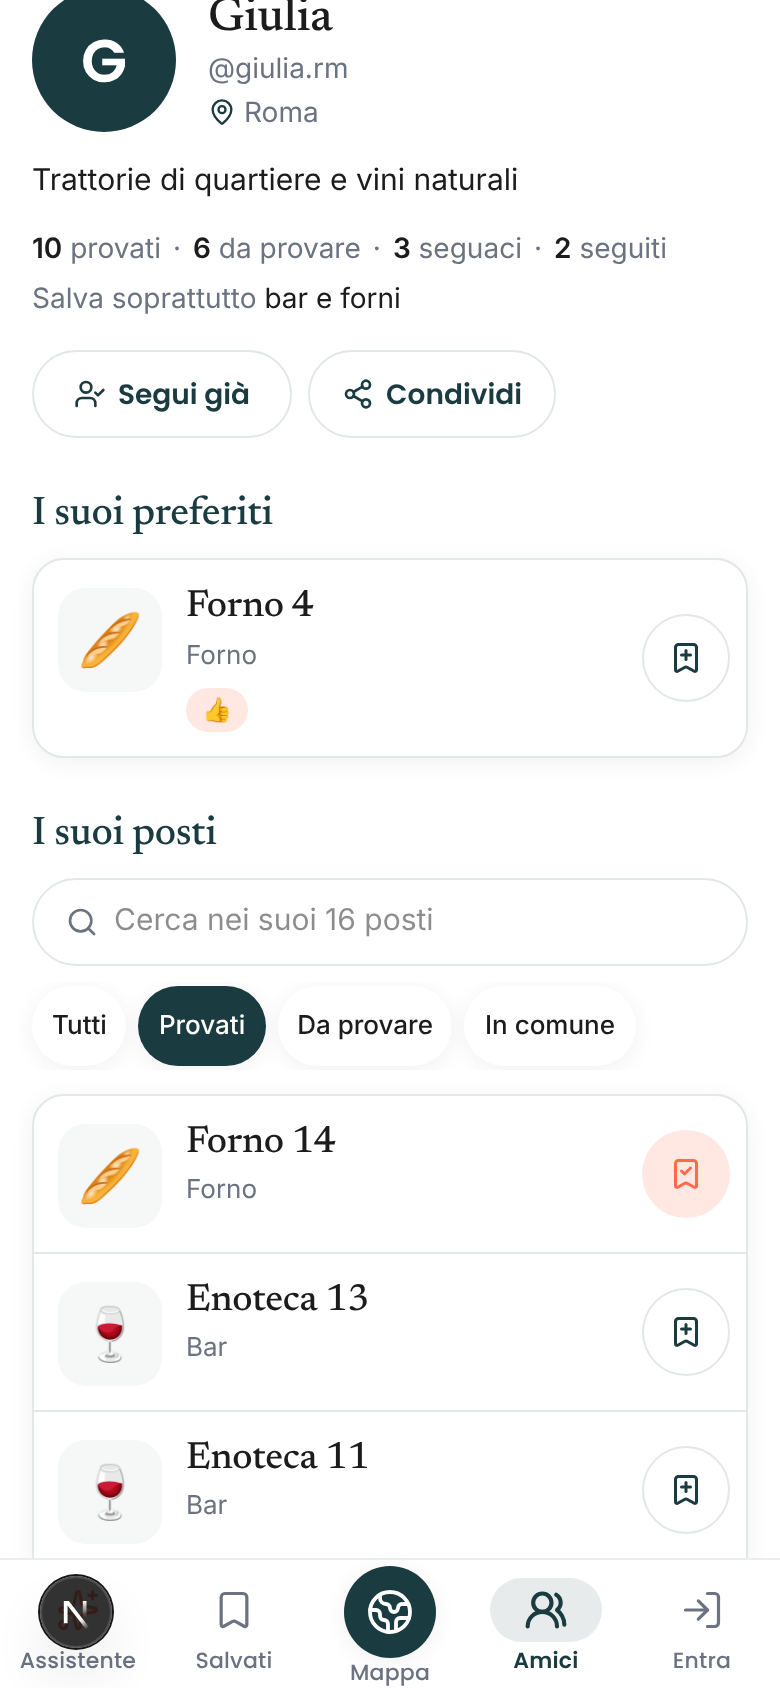 Giulia
G
@giulia.rm
Roma
Trattorie di quartiere e vini naturali
10 provati · 6 da provare · 3 seguaci · 2 seguiti
Salva soprattutto bar e forni
Segui già
Condividi
I suoi preferiti
Forno 4
Forno
I suoi posti
Cerca nei suoi 16 posti
Tutti
Provati
Da provare
In comune
Forno 14
Forno
Enoteca 13
Bar
Enoteca 11
Bar
N
Assistente
Salvati
Mappa
Amici
Entra